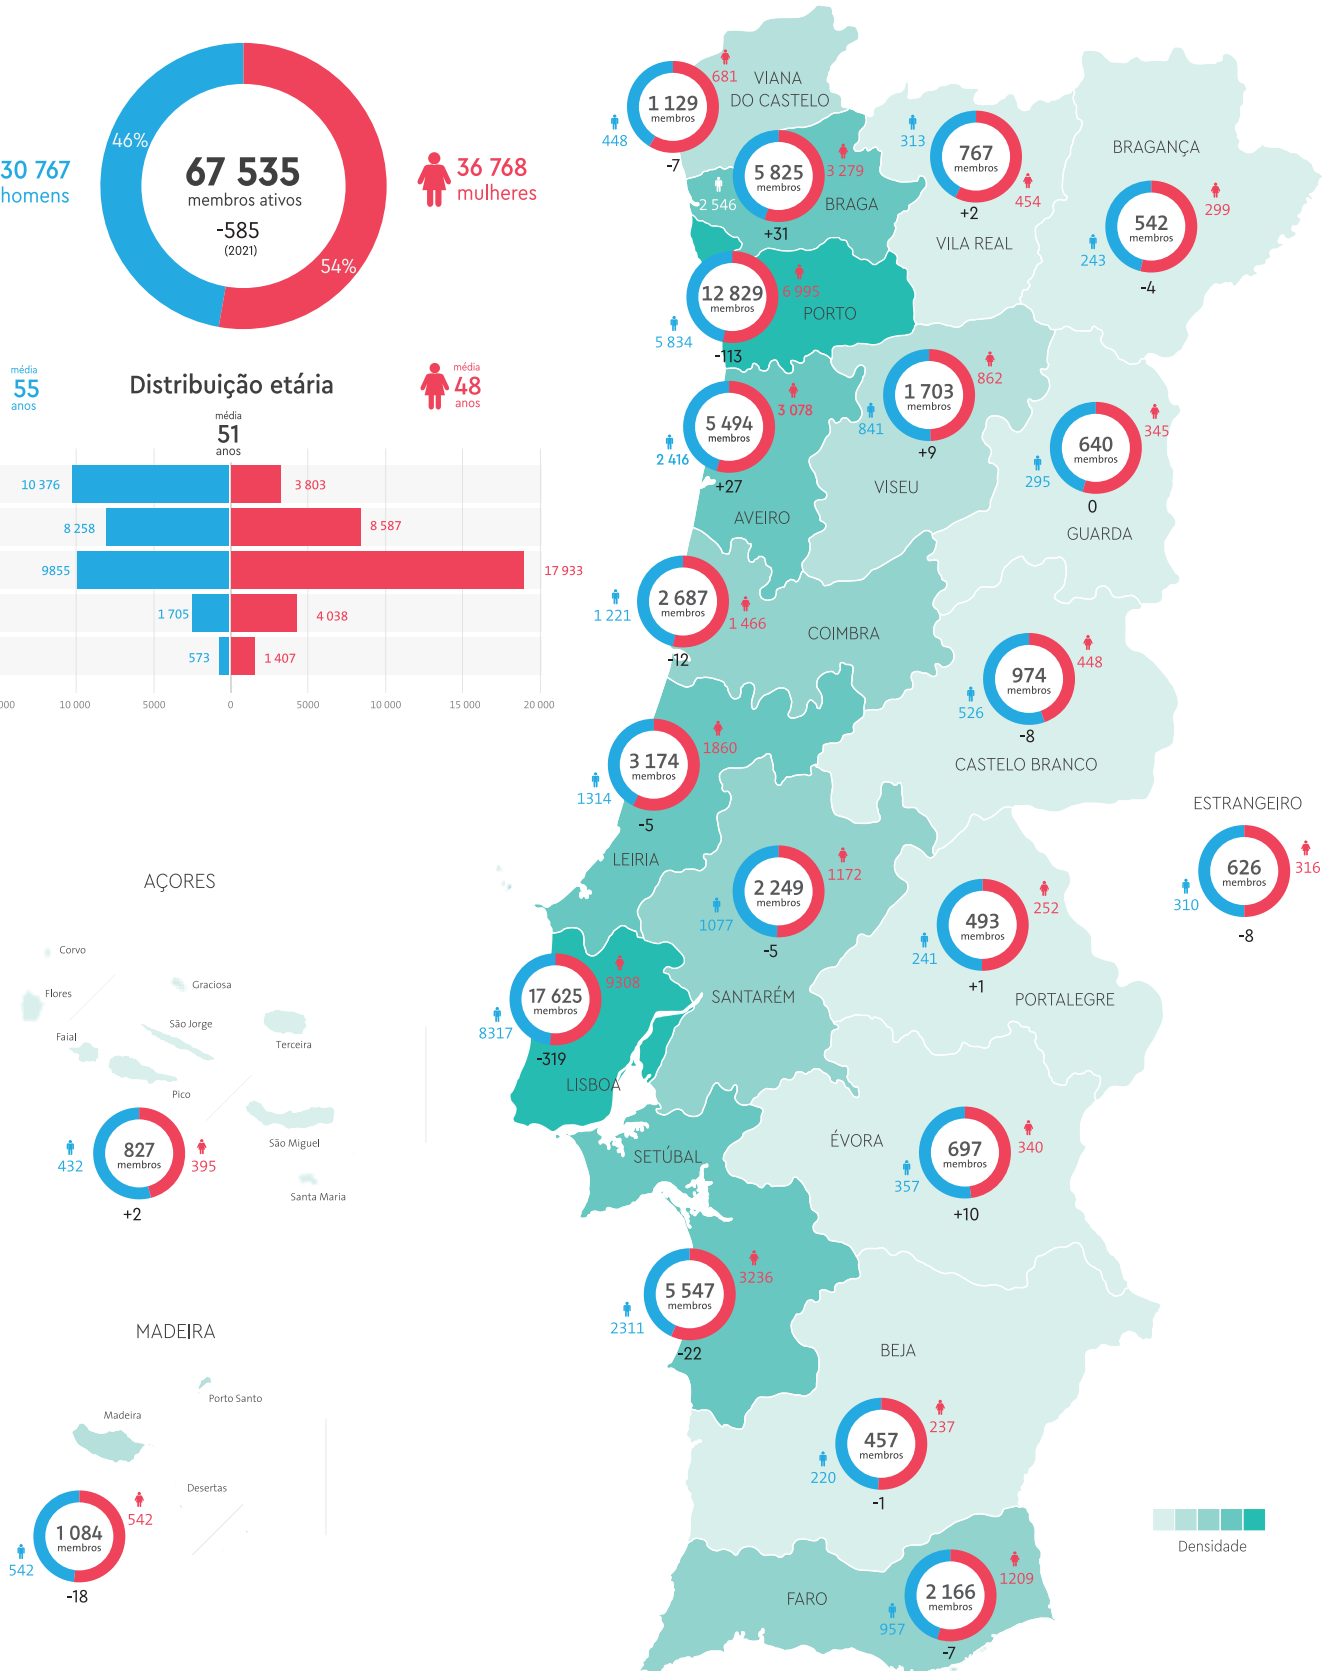 46%
30 767
homens
67 535
membros ativos
-585
(2021)
54%
36 768
mulheres
média
55
anos
Distribuição etária
média
48
anos
média
51
anos
10 376
3 803
8 258
8 587
9855
17 933
1 705
4 038
573
1 407
000
10 000
5000
0
5000
10 000
15 000
20 000
681
VIANA
DO CASTELO
1 129
membros
448
-7
3 279
5 825
membros
2 546
BRAGA
+31
313
767
membros
454
+2
VILA REAL
BRAGANÇA
299
542
membros
243
-4
6 995
12 829
membros
PORTO
5 834
-113
862
1 703
membros
841
+9
VISEU
3 078
5 494
membros
2 416
+27
AVEIRO
345
640
membros
295
0
GUARDA
2 687
membros
1 221
1 466
-12
COIMBRA
448
974
membros
526
-8
CASTELO BRANCO
1860
3 174
membros
1314
-5
LEIRIA
ESTRANGEIRO
626
membros
316
310
-8
1172
2 249
membros
1077
-5
SANTARÉM
252
493
membros
241
+1
PORTALEGRE
9308
17 625
membros
8317
-319
LISBOA
AÇORES
Corvo
Flores
Graciosa
Faial
São Jorge
Terceira
Pico
São Miguel
Santa Maria
827
membros
432
395
+2
SETÚBAL
3236
5 547
membros
2311
-22
ÉVORA
697
membros
340
357
+10
MADEIRA
Porto Santo
Madeira
Desertas
542
1 084
membros
542
-18
BEJA
237
457
membros
220
-1
Densidade
FARO
1209
2 166
membros
957
-7